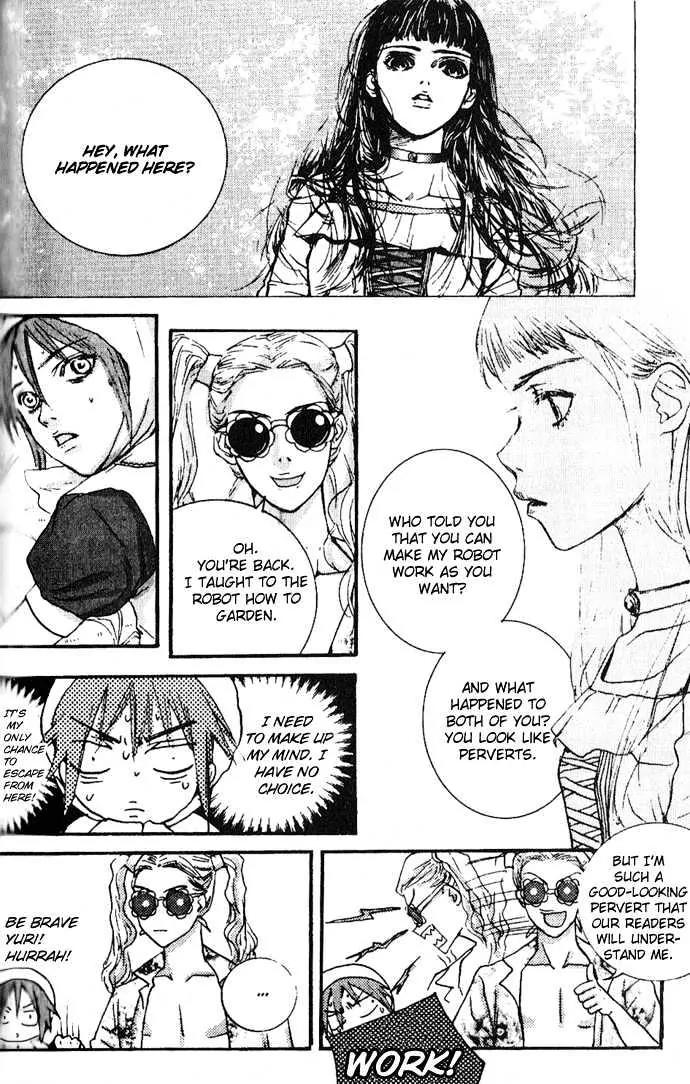 HEY, WHAT
HAPPENED HERE?
WHO TOLD YOU
THAT YOU CAN
MAKE MY ROBOT
WORK AS YOU
WANT?
AND WHAT
HAPPENED TO
BOTH OF YOU?
YOU LOOK LIKE
PERVERTS.
OH.
YOU'RE BACK.
I TAUGHT TO THE
ROBOT HOW TO
GARDEN.
I NEED
TO MAKE UP
MY MIND. I
HAVE NO
CHOICE.
IT'S
MY
ONLY
CHANCE
TO ESCAPE
FROM
HERE!
BE BRAVE
YURI!
HURRAH!
...
BUT I'M
SUCH A
GOOD-LOOKING
PERVERT THAT
OUR READERS
WILL UNDER-
STAND ME.
WORK!